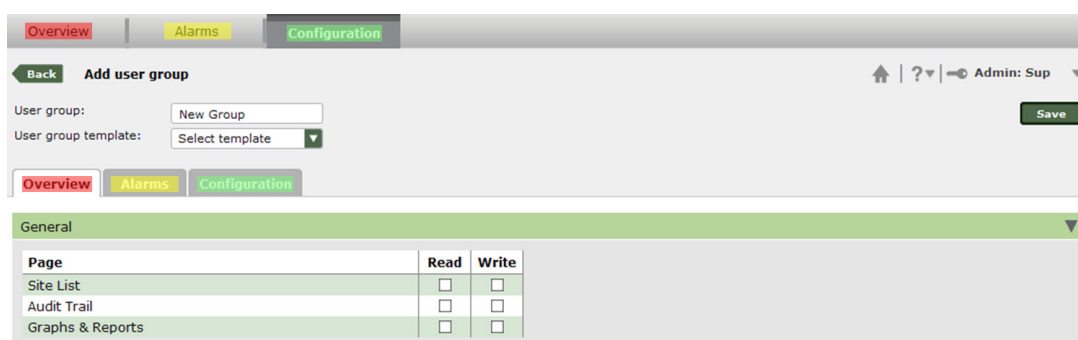 Overview Alarms Configuration
Back Add user group ? Admin: Sup
User group: New Group Save
User group template: Select template
Overview Alarms Configuration
General
Page Read Write
Site List
Audit Trail
Graphs & Reports